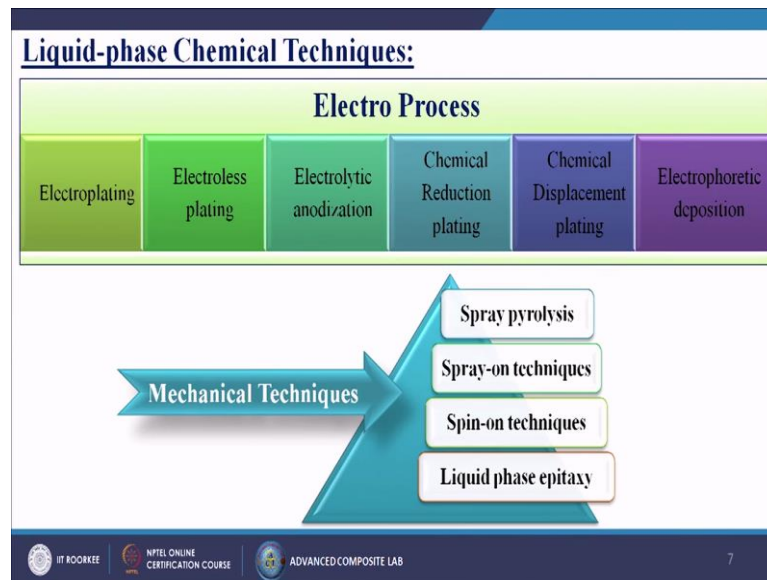 Liquid-phase Chemical Techniques:
Electro Process
Electroplating
Electroless
plating
Electrolytic
anodization
Chemical
Reduction
plating
Chemical
Displacement
plating
Electrophoretic
deposition
Mechanical Techniques
Spray pyrolysis
Spray-on techniques
Spin-on techniques
Liquid phase epitaxy
IIT ROORKEE
NPTEL ONLINE
CERTIFICATION COURSE
ADVANCED COMPOSITE LAB
7